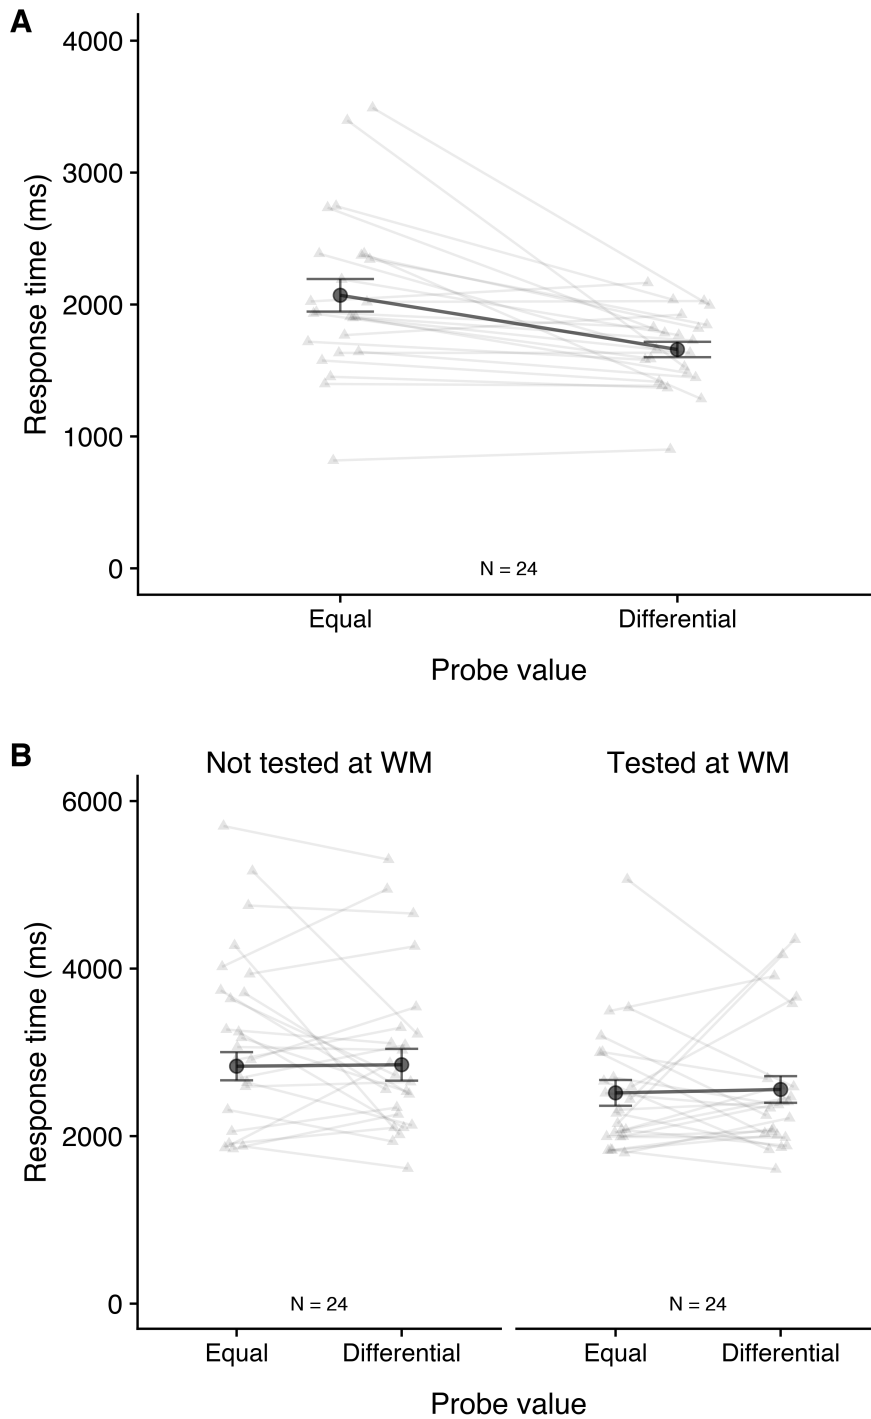 A
4000
3000
2000
1000
0
Response time (ms)
N = 24
Equal Differential
Probe value
B
Not tested at WM Tested at WM
6000
4000
2000
0
Response time (ms)
N = 24 N = 24
Equal Differential Equal Differential
Probe value